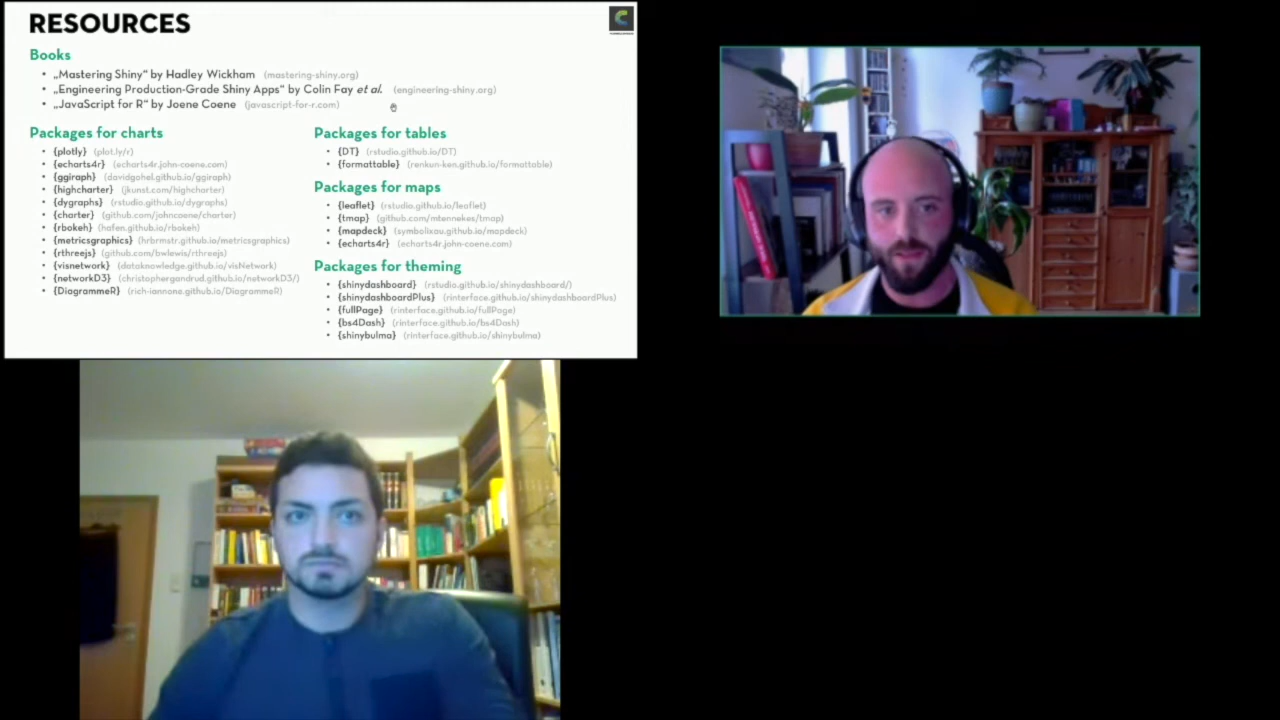 RESOURCES
Books
• „Mastering Shiny“ by Hadley Wickham (mastering-shiny.org)
• „Engineering Production-Grade Shiny Apps“ by Colin Fay et al. (engineering-shiny.org)
• „JavaScript for R“ by Joene Coene (javascript-for-r.com)
Packages for charts
• {plotly} (plot.ly/r)
• {echarts4r} (echarts4r.john-coene.com)
• {ggiraph} (davidgohel.github.io/ggiraph)
• {highcharter} (jkunst.com/highcharter)
• {dygraphs} (rstudio.github.io/dygraphs)
• {charter} (github.com/johncoene/charter)
• {rbokeh} (hafen.github.io/rbokeh)
• {metricsgraphics} (hrbrmstr.github.io/metricsgraphics)
• {rthreejs} (github.com/bwlewis/rthreejs)
• {visnetwork} (dataknowledge.github.io/visNetwork)
• {networkD3} (christophergandrud.github.io/networkD3/)
• {DiagrammeR} (rich-iannone.github.io/DiagrammeR)
Packages for tables
• {DT} (rstudio.github.io/DT)
• {formattable} (renkun-ken.github.io/formattable)
Packages for maps
• {leaflet} (rstudio.github.io/leaflet)
• {tmap} (github.com/mtennekes/tmap)
• {mapdeck} (symbolixau.github.io/mapdeck)
• {echarts4r} (echarts4r.john-coene.com)
Packages for theming
• {shinydashboard} (rstudio.github.io/shinydashboard/)
• {shinydashboardPlus} (rinterface.github.io/shinydashboardPlus)
• {fullPage} (rinterface.github.io/fullPage)
• {bs4Dash} (rinterface.github.io/bs4Dash)
• {shinybulma} (rinterface.github.io/shinybulma)